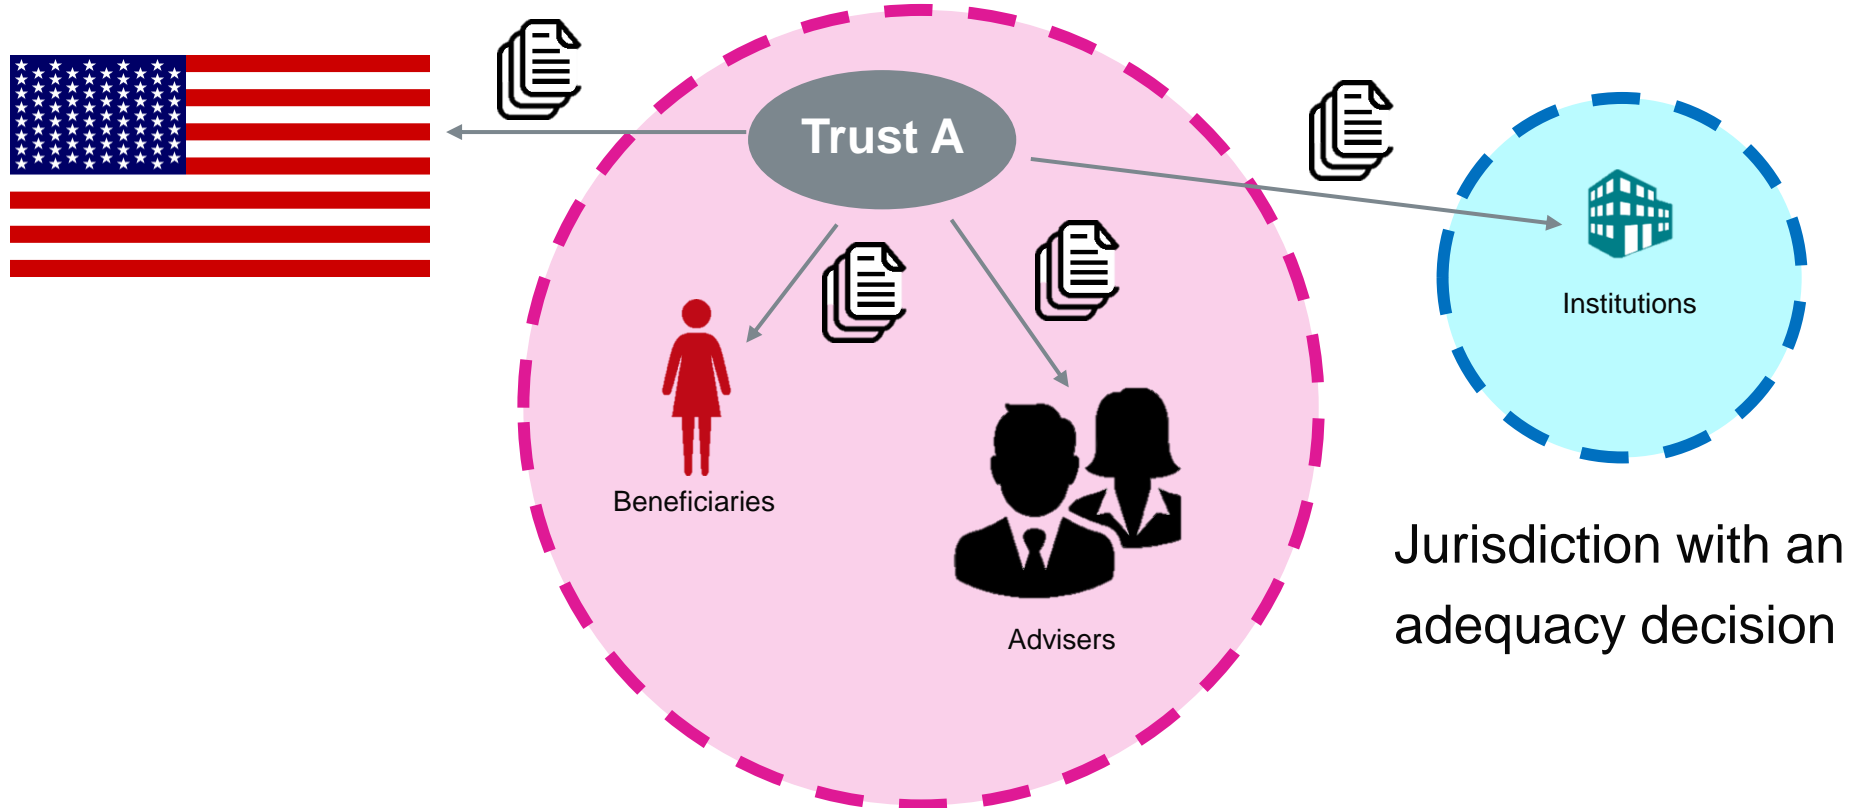 Trust A
Institutions
Beneficiaries
Advisers
Jurisdiction with an
adequacy decision